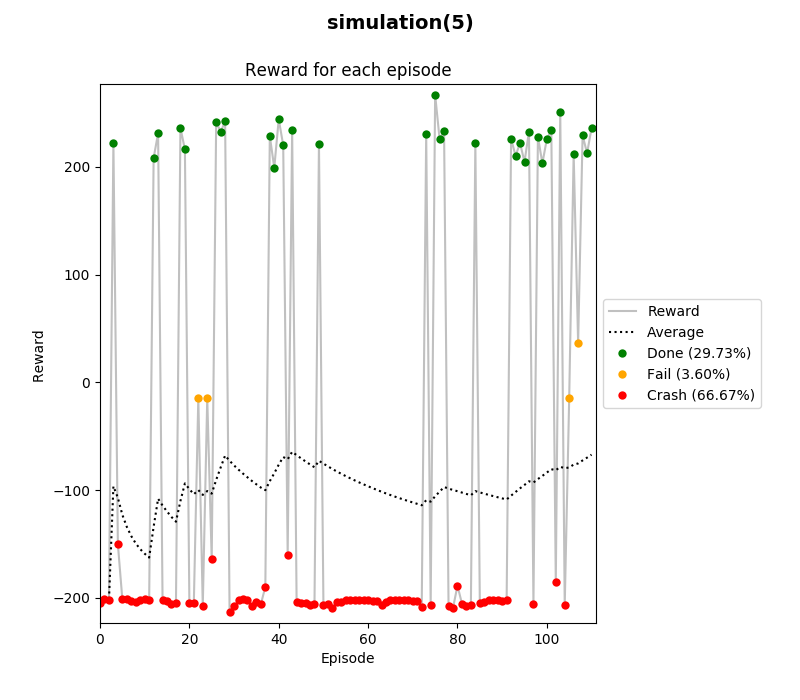 simulation(5)
Reward for each episode
200
100
0
−100
−200
Reward
0
20
40
60
80
100
Episode
Reward
Average
Done (29.73%)
Fail (3.60%)
Crash (66.67%)